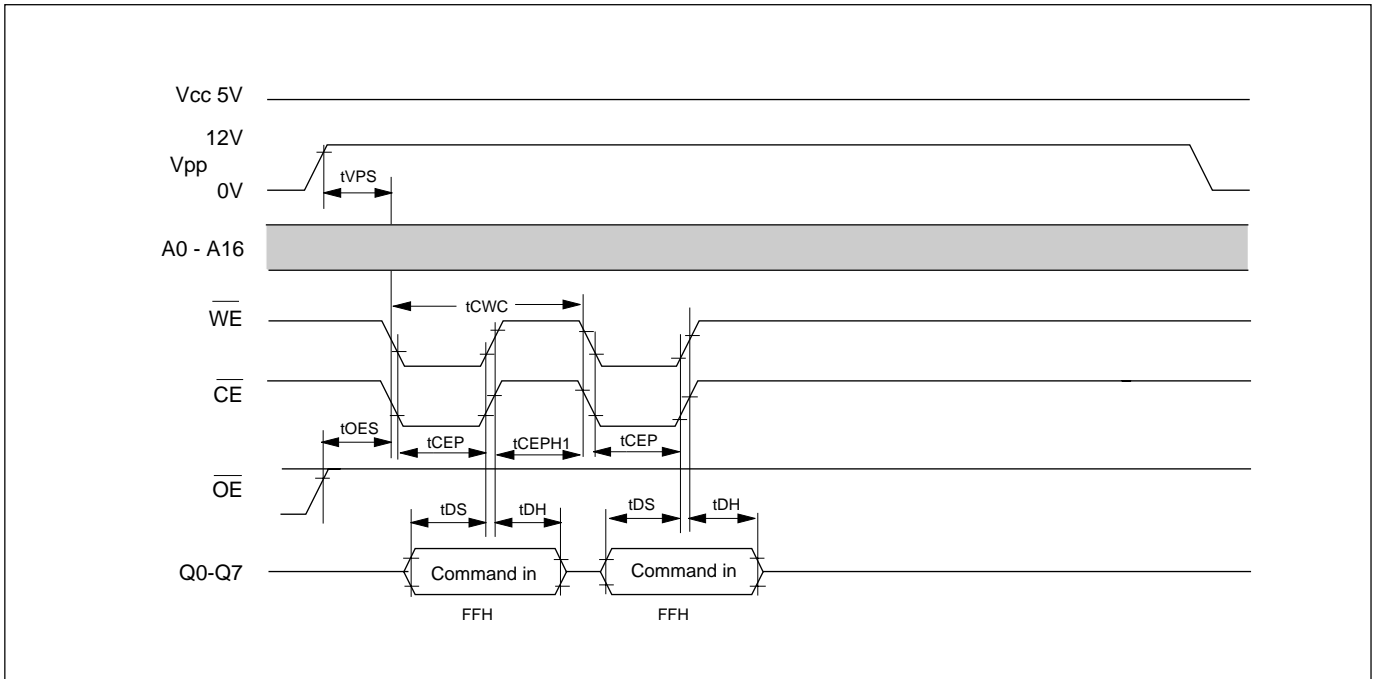 Vcc 5V
12V
Vpp
0V
tVPS
A0 - A16
tCWC
WE
CE
tOES
tCEP
tCEPH1
tCEP
OE
tDS
tDH
tDS
tDH
Q0-Q7
Command in
Command in
FFH
FFH